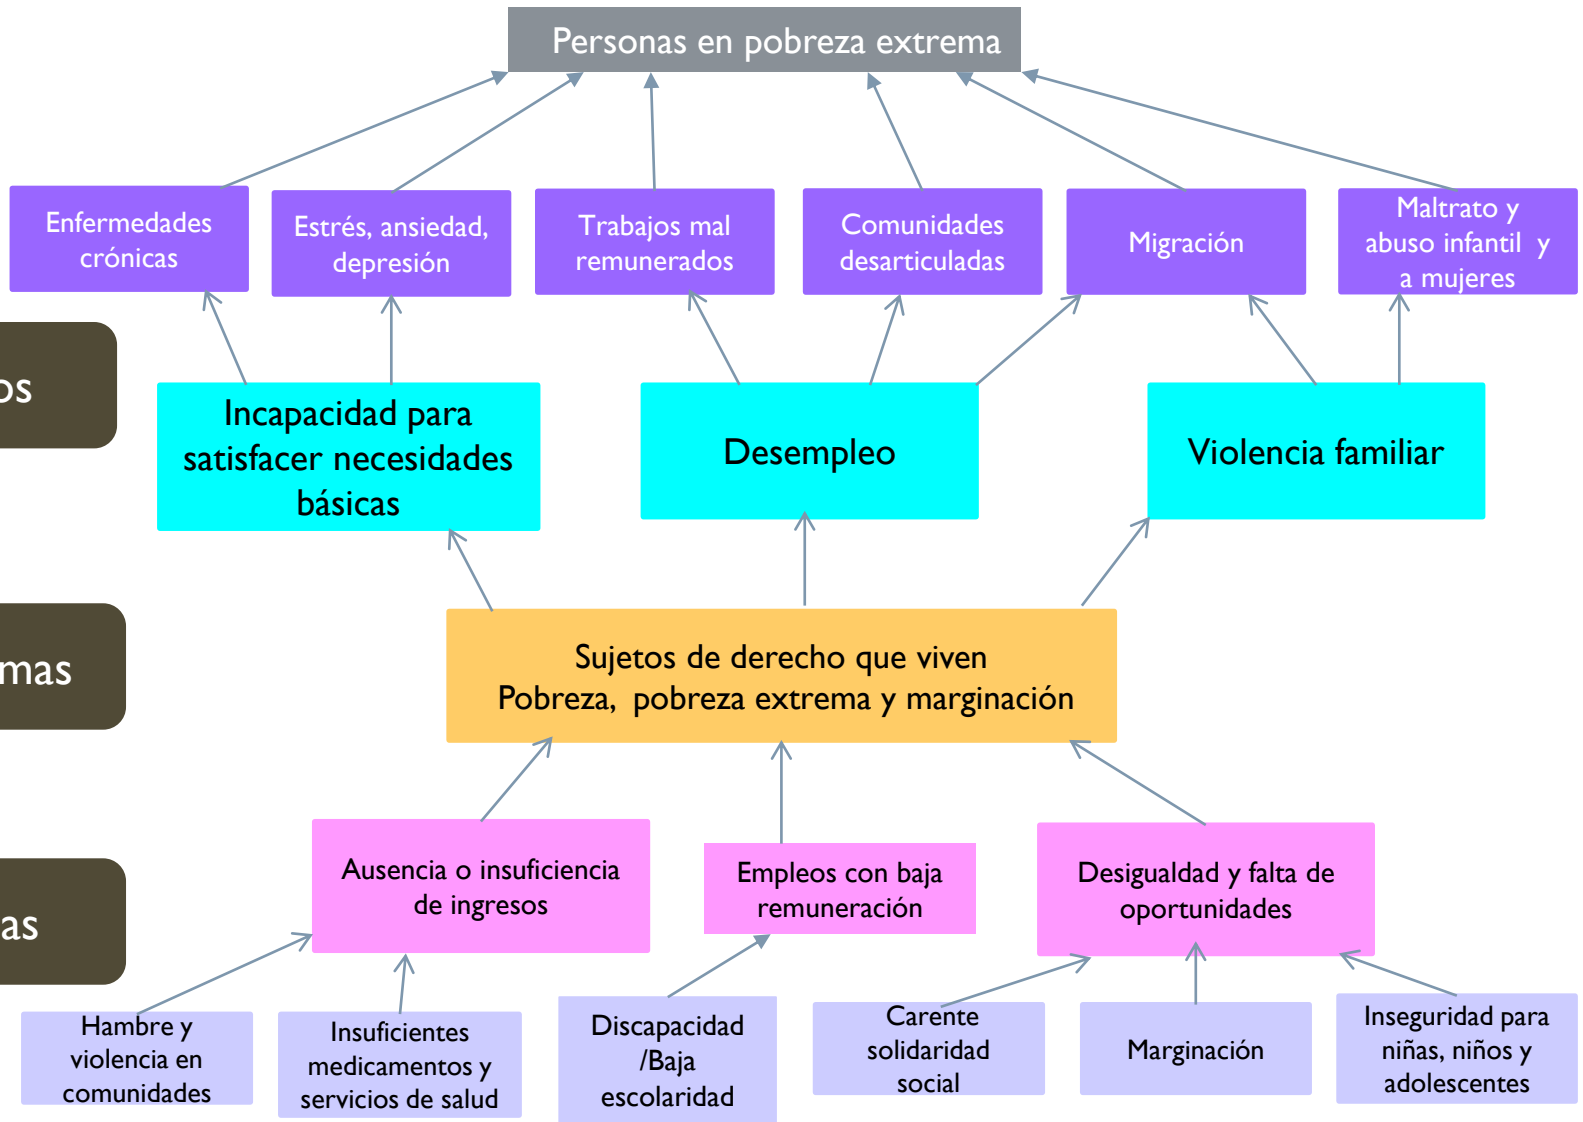 Personas en pobreza extrema
Enfermedades
crónicas
Estrés, ansiedad,
depresión
Trabajos mal
remunerados
Comunidades
desarticuladas
Migración
Maltrato y
abuso infantil y
a mujeres
os
Incapacidad para
satisfacer necesidades
básicas
Desempleo
Violencia familiar
mas
Sujetos de derecho que viven
Pobreza, pobreza extrema y marginación
as
Ausencia o insuficiencia
de ingresos
Empleos con baja
remuneración
Desigualdad y falta de
oportunidades
Hambre y
violencia en
comunidades
Insuficientes
medicamentos y
servicios de salud
Discapacidad
/Baja
escolaridad
Carente
solidaridad
social
Marginación
Inseguridad para
niñas, niños y
adolescentes